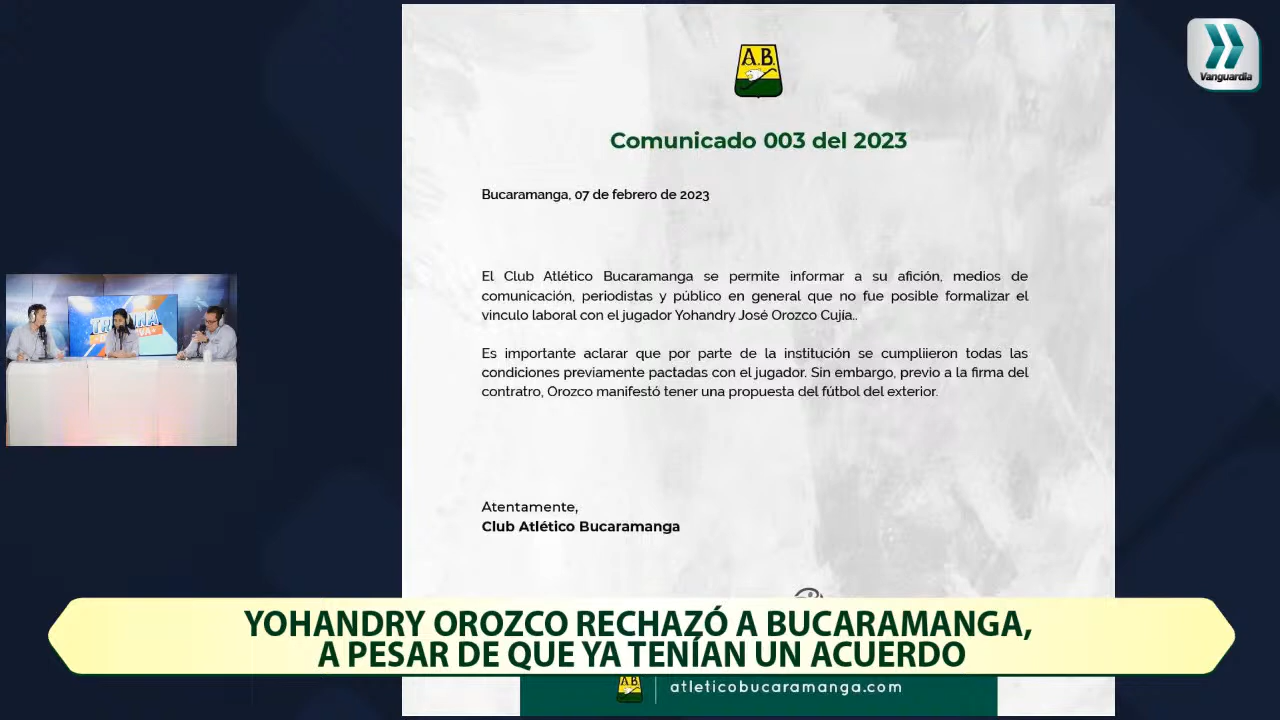 A.B.
Vanguardia
Comunicado 003 del 2023
Bucaramanga, 07 de febrero de 2023
El Club Atlético Bucaramanga se permite informar a su afición, medios de
comunicación, periodistas y público en general que no fue posible formalizar el
vinculo laboral con el jugador Yohandry José Orozco Cujía..
Es importante aclarar que por parte de la institución se cumpliieron todas las
condiciones previamente pactadas con el jugador. Sin embargo, previo a la firma del
contratro, Orozco manifestó tener una propuesta del fútbol del exterior.
Atentamente,
Club Atlético Bucaramanga
YOHANDRY OROZCO RECHAZÓ A BUCARAMANGA,
A PESAR DE QUE YA TENÍAN UN ACUERDO
A.B.
atleticobucaramanga.com